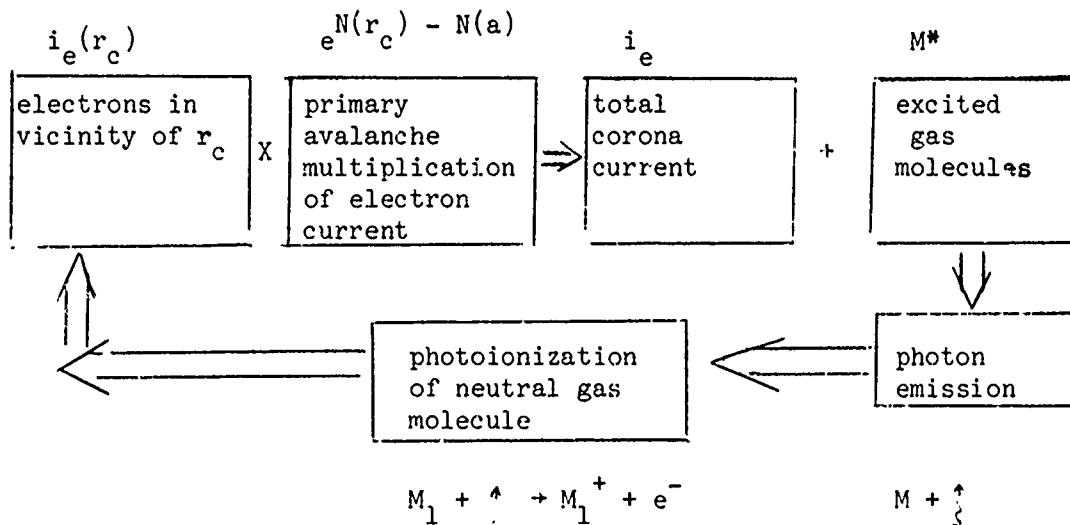 i_e(r_c)
e^N(r_c) - N(a)
i_e
M*
electrons in
vicinity of r_c
X
primary
avalanche
multiplication
of electron
current
total
corona
current
+
excited
gas
molecules
photoionization
of neutral gas
molecule
photon
emission
M_1 + → M_1^+ + e^-
M +